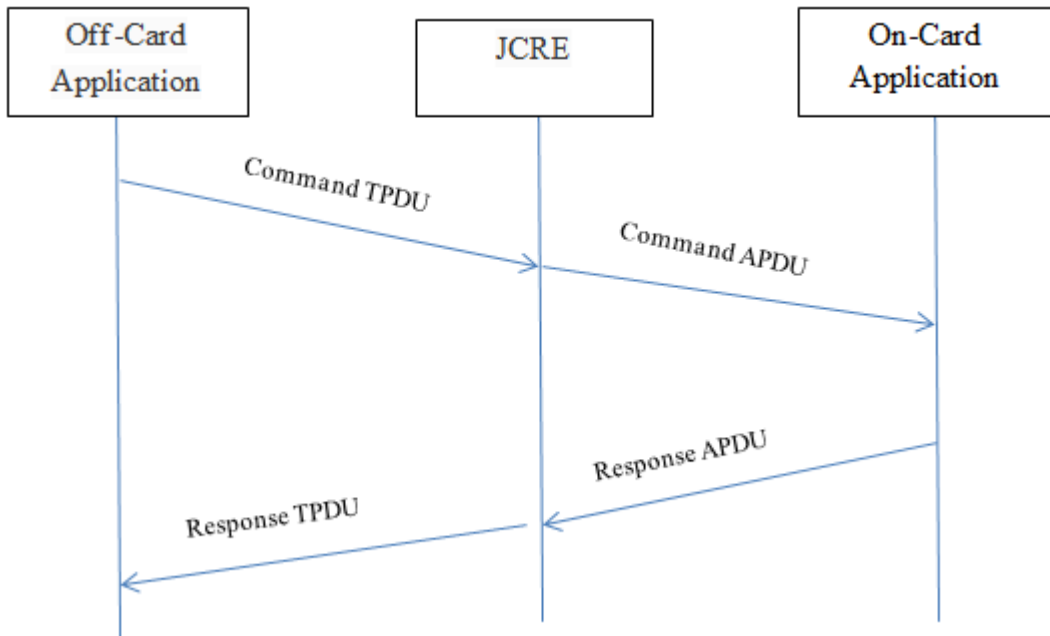 Off-Card
Application
JCRE
On-Card
Application
Command TPDU
Command APDU
Response APDU
Response TPDU